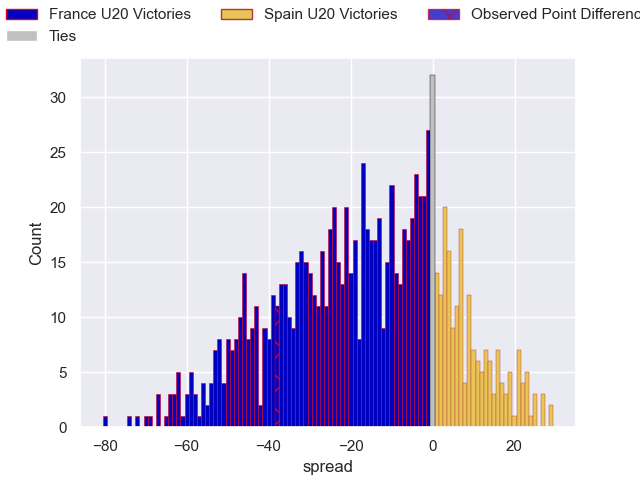 France U20 Victories
Spain U20 Victories
Observed Point Differenc
Ties
Count
30
25
20
15
10
5
0
−80
−60
−40
−20
0
20
spread